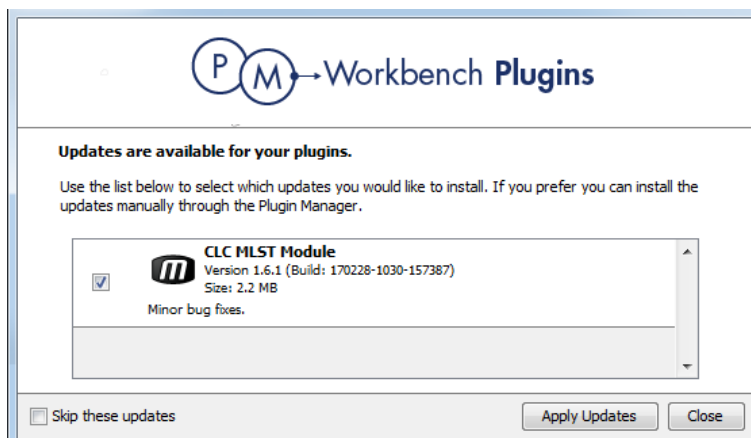 P M Workbench Plugins
Updates are available for your plugins.
Use the list below to select which updates you would like to install. If you prefer you can install the
updates manually through the Plugin Manager.
CLC MLST Module
m Version 1.6.1 (Build: 170228-1030-157387)
Size: 2.2 MB
Minor bug fixes.
Skip these updates Apply Updates Close